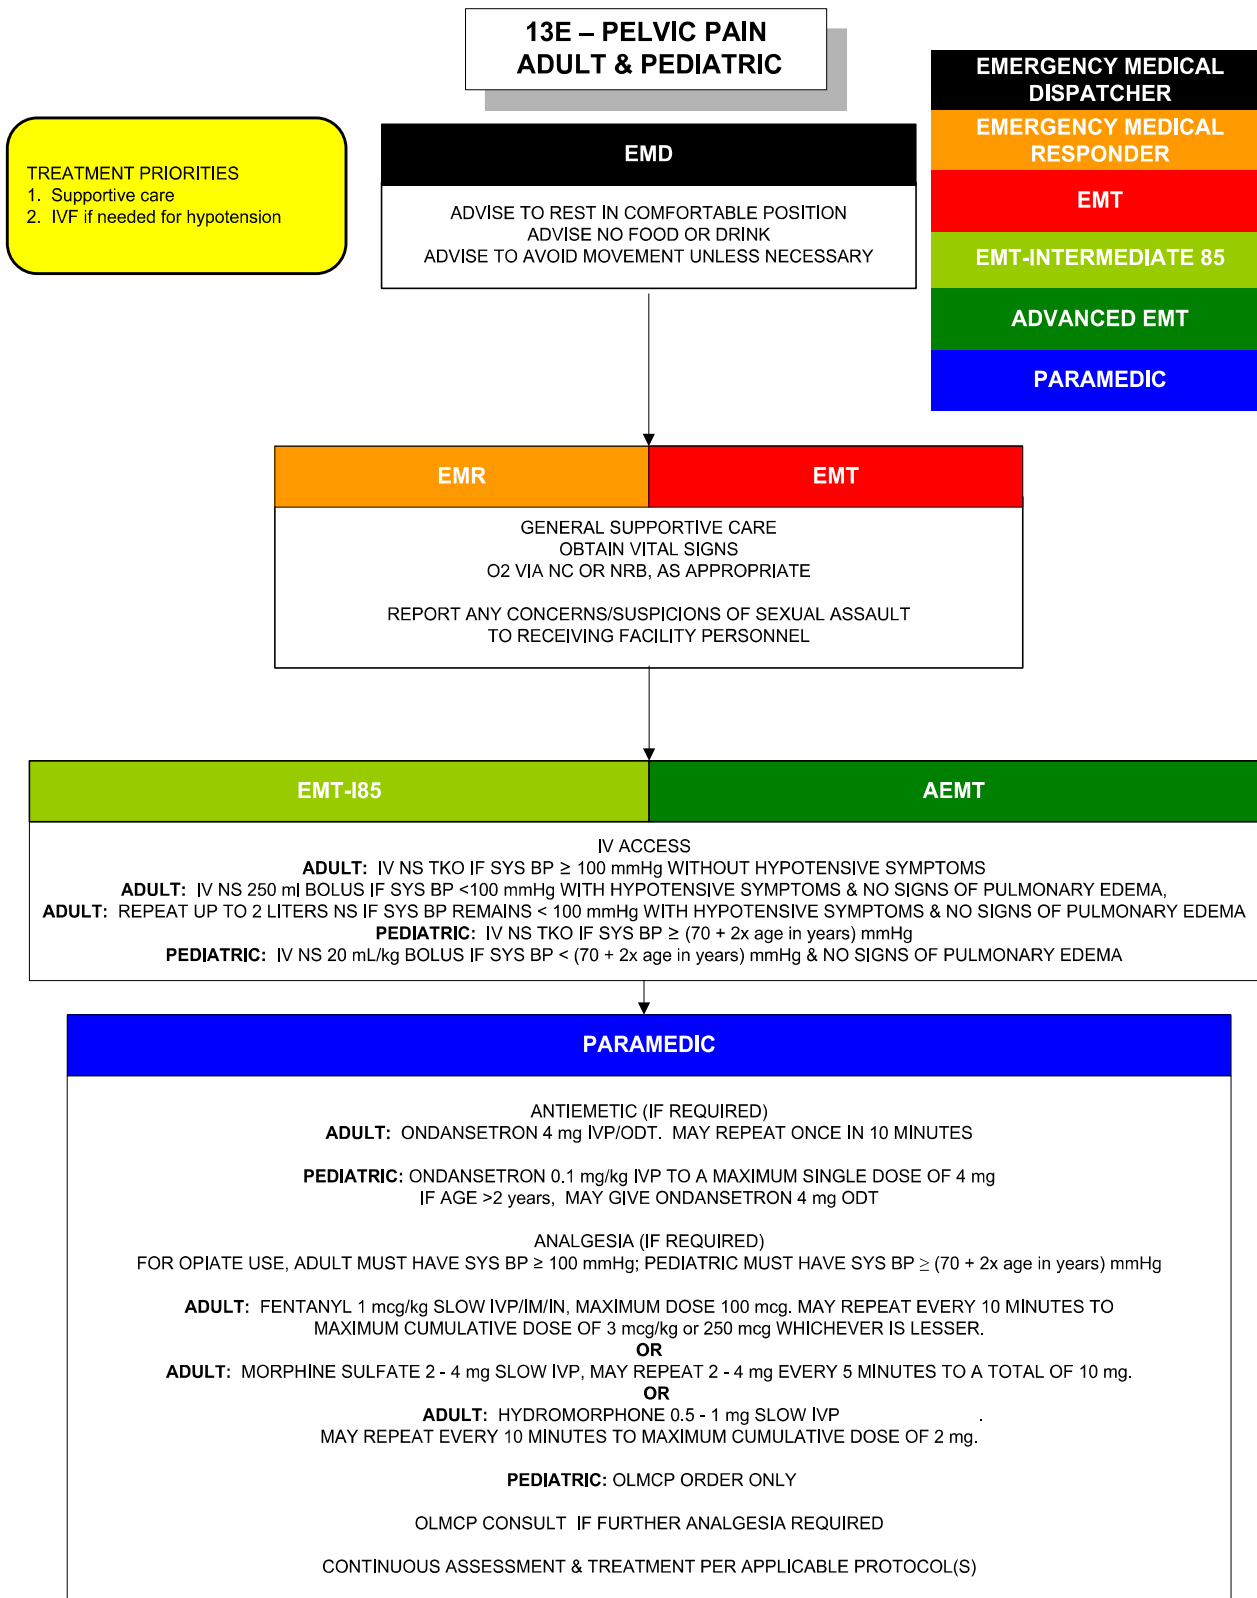 13E – PELVIC PAIN
ADULT & PEDIATRIC
EMERGENCY MEDICAL
DISPATCHER
EMERGENCY MEDICAL
RESPONDER
EMT
EMT-INTERMEDIATE 85
ADVANCED EMT
PARAMEDIC
TREATMENT PRIORITIES
1. Supportive care
2. IVF if needed for hypotension
EMD
ADVISE TO REST IN COMFORTABLE POSITION
ADVISE NO FOOD OR DRINK
ADVISE TO AVOID MOVEMENT UNLESS NECESSARY
EMR
EMT
GENERAL SUPPORTIVE CARE
OBTAIN VITAL SIGNS
O2 VIA NC OR NRB, AS APPROPRIATE
REPORT ANY CONCERNS/SUSPICIONS OF SEXUAL ASSAULT
TO RECEIVING FACILITY PERSONNEL
EMT-I85
AEMT
IV ACCESS
ADULT: IV NS TKO IF SYS BP ≥ 100 mmHg WITHOUT HYPOTENSIVE SYMPTOMS
ADULT: IV NS 250 ml BOLUS IF SYS BP <100 mmHg WITH HYPOTENSIVE SYMPTOMS & NO SIGNS OF PULMONARY EDEMA,
ADULT: REPEAT UP TO 2 LITERS NS IF SYS BP REMAINS < 100 mmHg WITH HYPOTENSIVE SYMPTOMS & NO SIGNS OF PULMONARY EDEMA
PEDIATRIC: IV NS TKO IF SYS BP ≥ (70 + 2x age in years) mmHg
PEDIATRIC: IV NS 20 mL/kg BOLUS IF SYS BP < (70 + 2x age in years) mmHg & NO SIGNS OF PULMONARY EDEMA
PARAMEDIC
ANTIEMETIC (IF REQUIRED)
ADULT: ONDANSETRON 4 mg IVP/ODT. MAY REPEAT ONCE IN 10 MINUTES
PEDIATRIC: ONDANSETRON 0.1 mg/kg IVP TO A MAXIMUM SINGLE DOSE OF 4 mg
IF AGE >2 years, MAY GIVE ONDANSETRON 4 mg ODT
ANALGESIA (IF REQUIRED)
FOR OPIATE USE, ADULT MUST HAVE SYS BP ≥ 100 mmHg; PEDIATRIC MUST HAVE SYS BP ≥ (70 + 2x age in years) mmHg
ADULT: FENTANYL 1 mcg/kg SLOW IVP/IM/IN, MAXIMUM DOSE 100 mcg. MAY REPEAT EVERY 10 MINUTES TO
MAXIMUM CUMULATIVE DOSE OF 3 mcg/kg or 250 mcg WHICHEVER IS LESSER.
OR
ADULT: MORPHINE SULFATE 2 - 4 mg SLOW IVP, MAY REPEAT 2 - 4 mg EVERY 5 MINUTES TO A TOTAL OF 10 mg.
OR
ADULT: HYDROMORPHONE 0.5 - 1 mg SLOW IVP .
MAY REPEAT EVERY 10 MINUTES TO MAXIMUM CUMULATIVE DOSE OF 2 mg.
PEDIATRIC: OLMCP ORDER ONLY
OLMCP CONSULT IF FURTHER ANALGESIA REQUIRED
CONTINUOUS ASSESSMENT & TREATMENT PER APPLICABLE PROTOCOL(S)